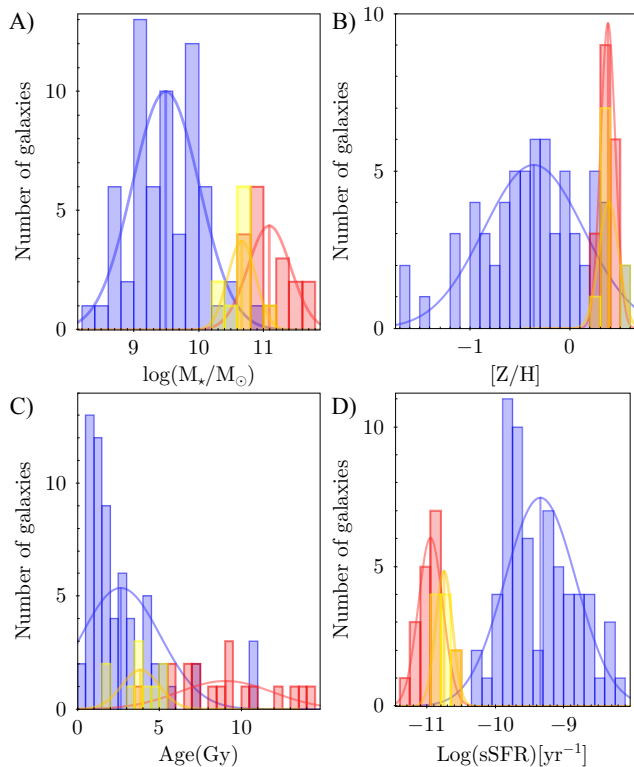 A)
Number of galaxies
10
5
0
9 10 11
log(M⋆/M⊙)
B)
Number of galaxies
10
5
0
−1 0
[Z/H]
C)
Number of galaxies
10
5
0
0 5 10
Age(Gy)
D)
Number of galaxies
10
5
0
−11 −10 −9
Log(sSFR)[yr⁻¹]